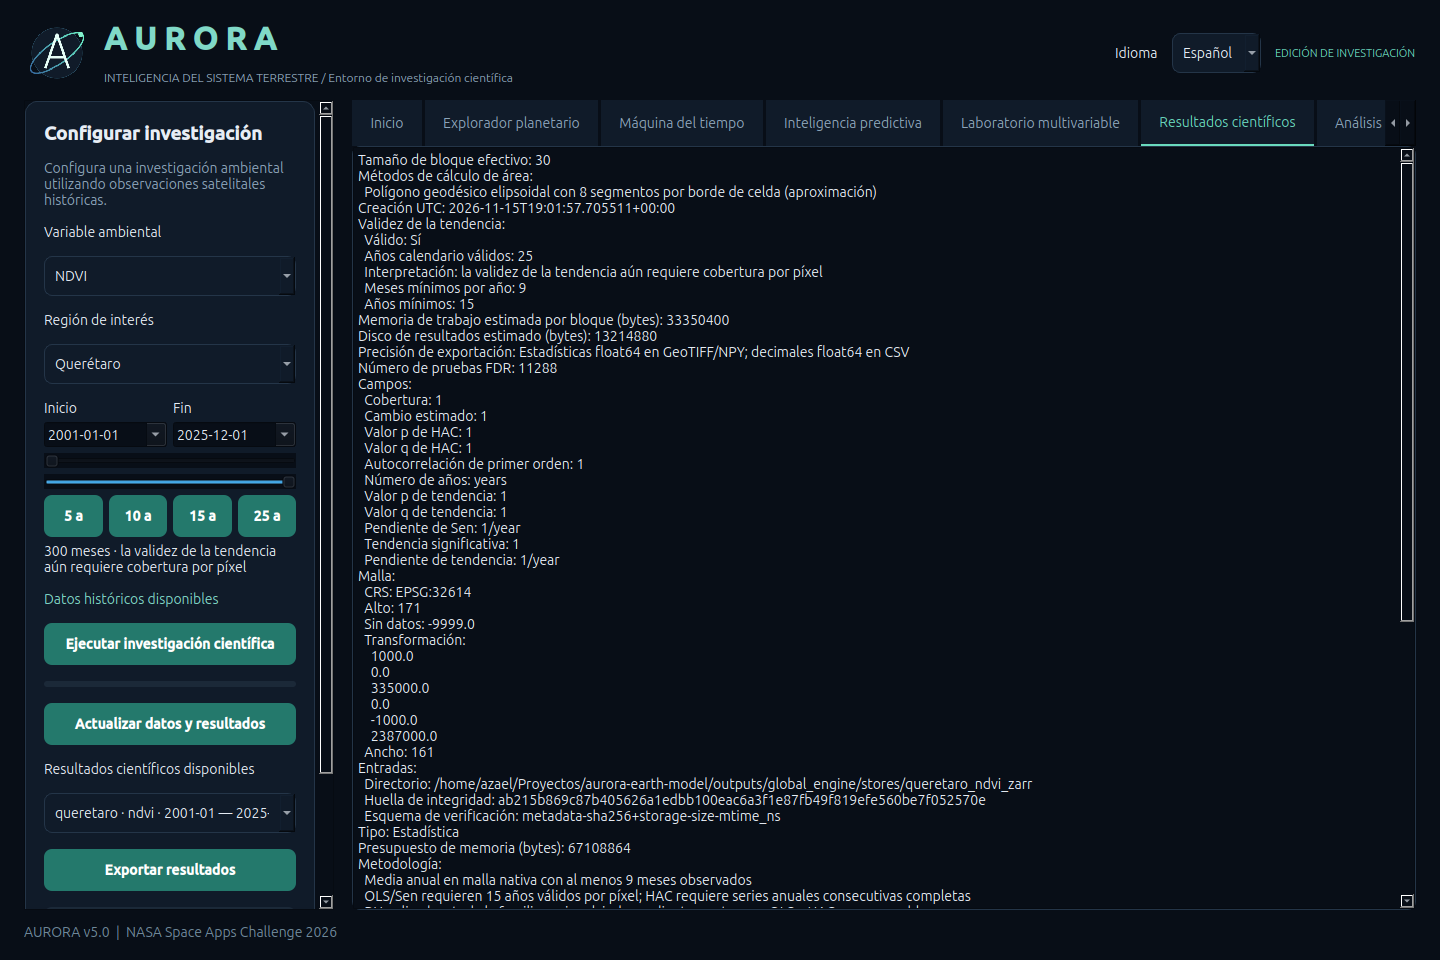 AURORA
INTELIGENCIA DEL SISTEMA TERRESTRE / Entorno de investigación científica
Idioma
Español
EDICIÓN DE INVESTIGACIÓN
Configurar investigación
Configura una investigación ambiental
utilizando observaciones satelitales
históricas.
Variable ambiental
NDVI
Región de interés
Querétaro
Inicio
Fin
2001-01-01
2025-12-01
5 a
10 a
15 a
25 a
300 meses · la validez de la tendencia
aún requiere cobertura por píxel
Datos históricos disponibles
Ejecutar investigación científica
Actualizar datos y resultados
Resultados científicos disponibles
queretaro · ndvi · 2001-01 — 2025-
Exportar resultados
Inicio
Explorador planetario
Máquina del tiempo
Inteligencia predictiva
Laboratorio multivariable
Resultados científicos
Análisis
Tamaño de bloque efectivo: 30
Métodos de cálculo de área:
Polígono geodésico elipsoidal con 8 segmentos por borde de celda (aproximación)
Creación UTC: 2026-11-15T19:01:57.705511+00:00
Validez de la tendencia:
Válido: Sí
Años calendario válidos: 25
Interpretación: la validez de la tendencia aún requiere cobertura por píxel
Meses mínimos por año: 9
Años mínimos: 15
Memoria de trabajo estimada por bloque (bytes): 33350400
Disco de resultados estimado (bytes): 13214880
Precisión de exportación: Estadísticas float64 en GeoTIFF/NPY; decimales float64 en CSV
Número de pruebas FDR: 11288
Campos:
Cobertura: 1
Cambio estimado: 1
Valor p de HAC: 1
Valor q de HAC: 1
Autocorrelación de primer orden: 1
Número de años: years
Valor p de tendencia: 1
Valor q de tendencia: 1
Pendiente de Sen: 1/year
Tendencia significativa: 1
Pendiente de tendencia: 1/year
Malla:
CRS: EPSG:32614
Alto: 171
Sin datos: -9999.0
Transformación:
1000.0
0.0
335000.0
0.0
-1000.0
2387000.0
Ancho: 161
Entradas:
Directorio: /home/azael/Proyectos/aurora-earth-model/outputs/global_engine/stores/queretaro_ndvi_zarr
Huella de integridad: ab215b869c87b405626a1edbb100eac6a3f1e87fb49f819efe560be7f052570e
Esquema de verificación: metadata-sha256+storage-size-mtime_ns
Tipo: Estadística
Presupuesto de memoria (bytes): 67108864
Metodología:
Media anual en malla nativa con al menos 9 meses observados
OLS/Sen requieren 15 años válidos por píxel; HAC requiere series anuales consecutivas completas
AURORA v5.0 | NASA Space Apps Challenge 2026